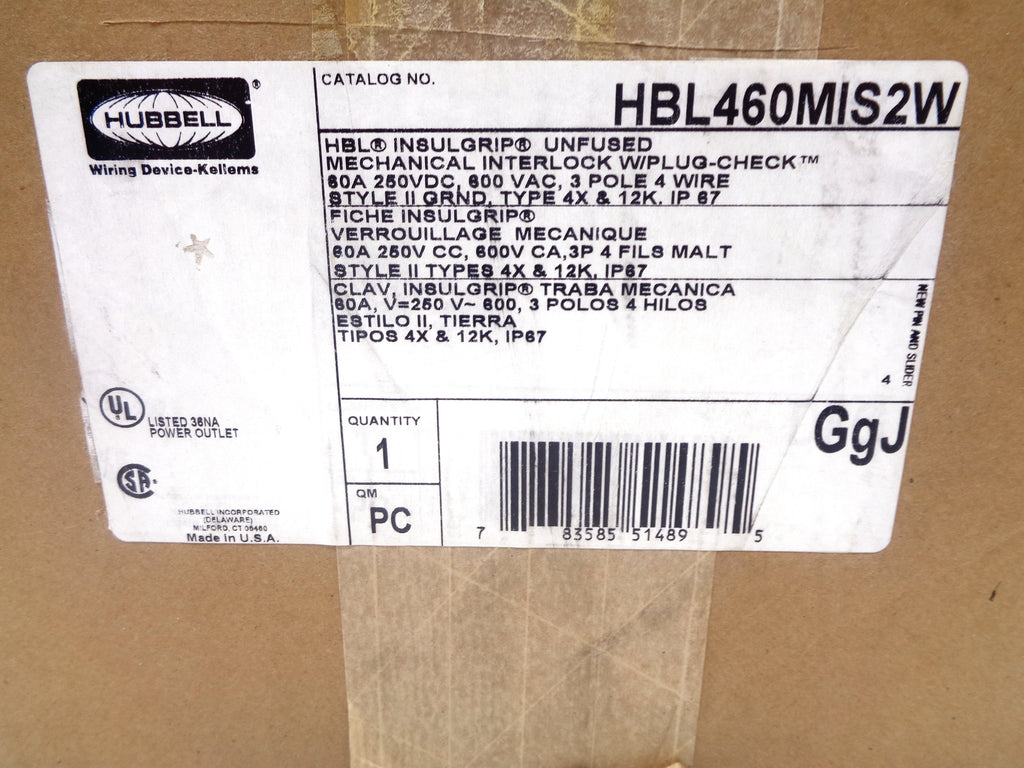 HUBBELL®
Wiring Device-Kellems
CATALOG NO.
HBL460MIS2W
HBL® INSULGRIP® UNFUSED
MECHANICAL INTERLOCK W/PLUG-CHECK™
60A 250VDC, 600 VAC, 3 POLE 4 WIRE
STYLE II GRND, TYPE 4X & 12K, IP 67
FICHE INSULGRIP®
VERROUILLAGE MECANIQUE
60A 250V CC, 600V CA,3P 4 FILS MALT
STYLE II TYPES 4X & 12K, IP67
CLAV, INSULGRIP® TRABA MECANICA
60A, V=250 V~ 600, 3 POLOS 4 HILOS
ESTILO II, TIERRA
TIPOS 4X & 12K, IP67
NEW PIN AND SLIDER
4
UL
LISTED 36NA
POWER OUTLET
SA
HUBBELL INCORPORATED
(DELAWARE)
MILFORD, CT 06460
Made in U.S.A.
QUANTITY
1
QM
PC
GgJ
7 83585 51489 5